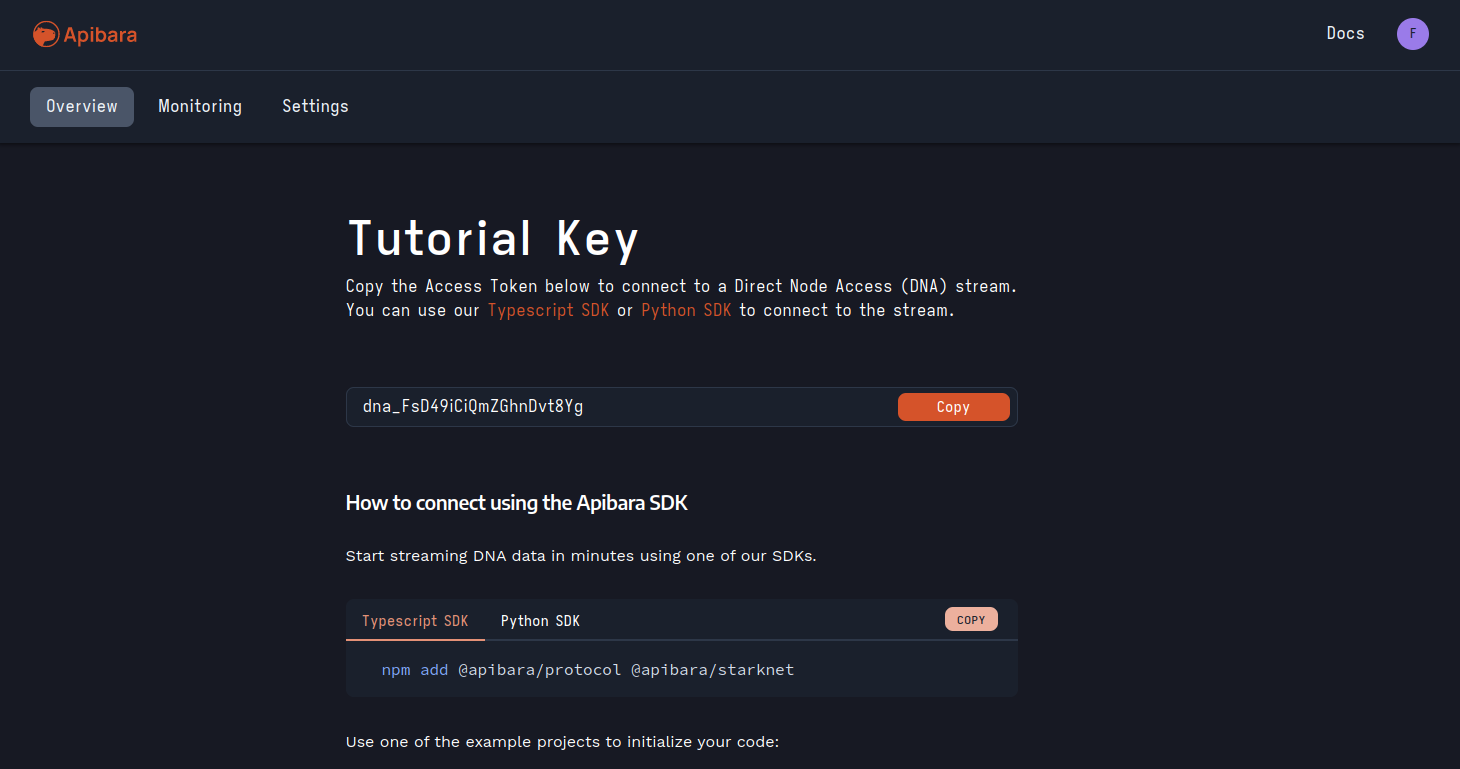 Apibara
Docs
F
Overview
Monitoring
Settings
Tutorial Key
Copy the Access Token below to connect to a Direct Node Access (DNA) stream.
You can use our Typescript SDK or Python SDK to connect to the stream.
dna_FsD49iCiQmZGhnDvt8Yg
Copy
How to connect using the Apibara SDK
Start streaming DNA data in minutes using one of our SDKs.
Typescript SDK
Python SDK
COPY
npm add @apibara/protocol @apibara/starknet
Use one of the example projects to initialize your code: